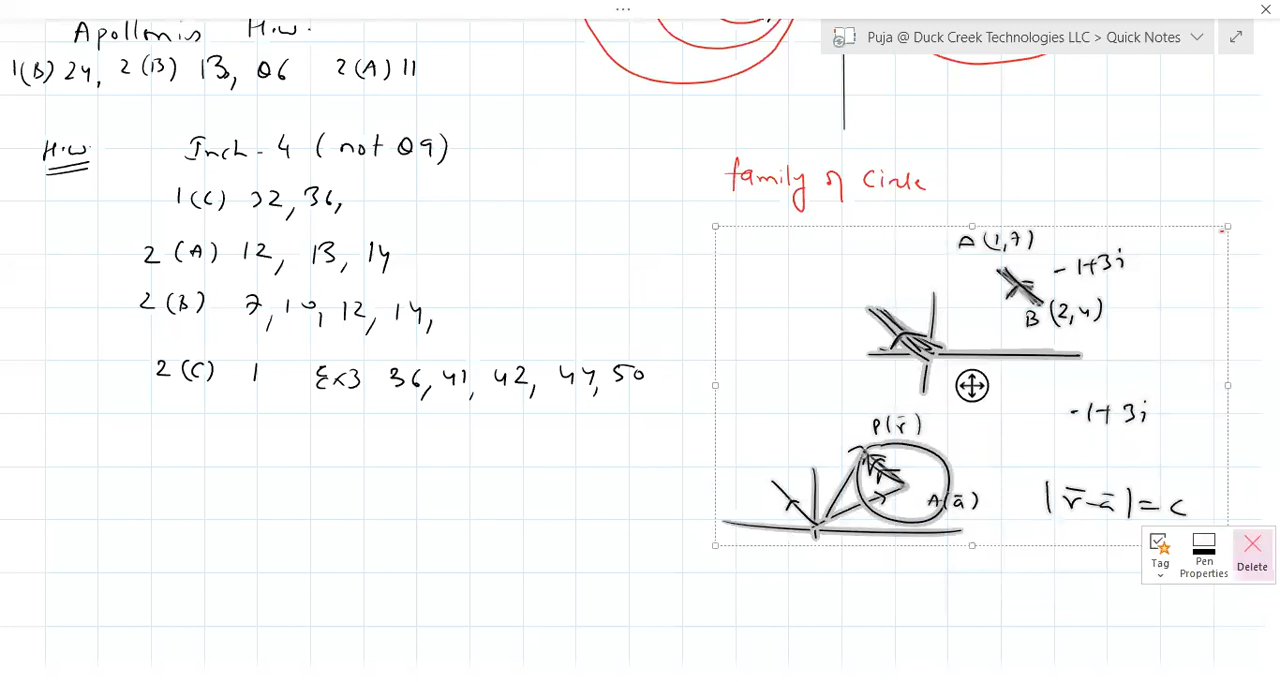 Puja @ Duck Creek Technologies LLC > Quick Notes
Apollonis H.w.
1(B) 24, 2(B) 13, 06 2(A) 11
H.w. Inch - 4 (not Q9)
1(C) 32, 36,
2(A) 12, 13, 14
2(B) 7, 10, 12, 14,
2(C) 1 Ex3 36, 41, 42, 44, 50
family of Circle
A(1,7)
-1+3i
B(2,4)
-1+3i
P(r̄)
A(ā)
|r̄-ā|=c
Tag
Pen Properties
Delete